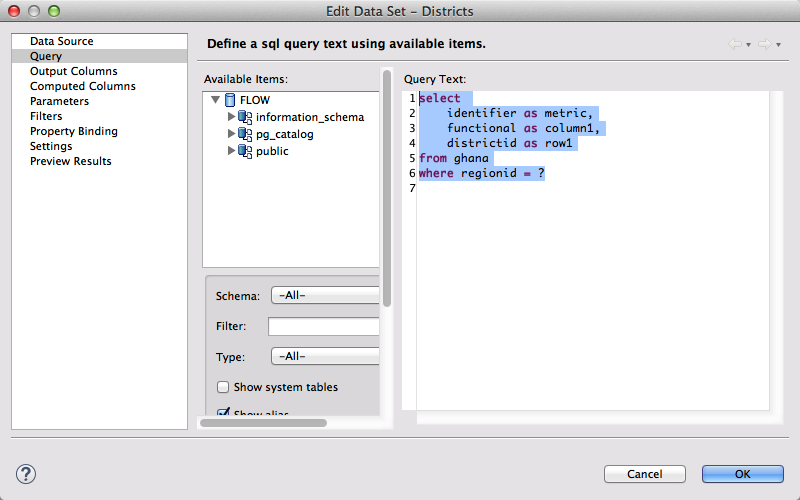 Edit Data Set – Districts
Data Source
Query
Output Columns
Computed Columns
Parameters
Filters
Property Binding
Settings
Preview Results
Define a sql query text using available items.
Available Items:
FLOW
information_schema
pg_catalog
public
Schema: -All-
Filter:
Type: -All-
Show system tables
Show alias
Query Text:
1 select
2 identifier as metric,
3 functional as column1,
4 districtid as row1
5 from ghana
6 where regionid = ?
7
?
Cancel
OK